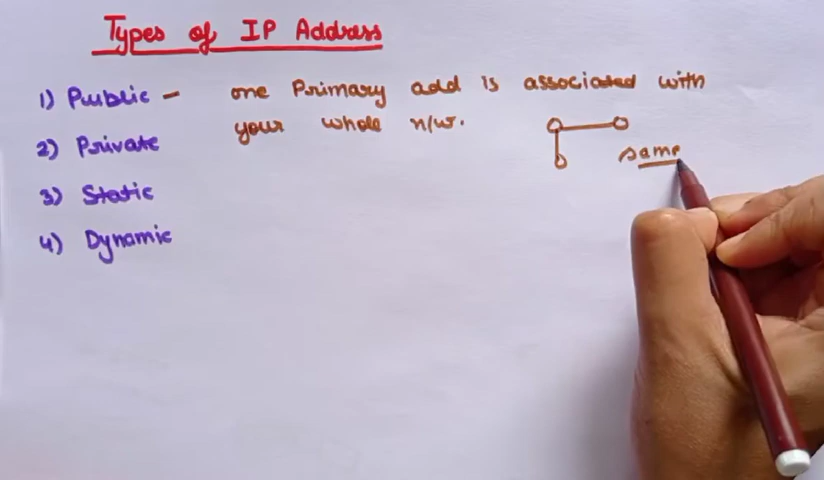 Types of IP Address
1) Public - one Primary add is associated with
your whole n/w.
2) Private
same
3) Static
4) Dynamic